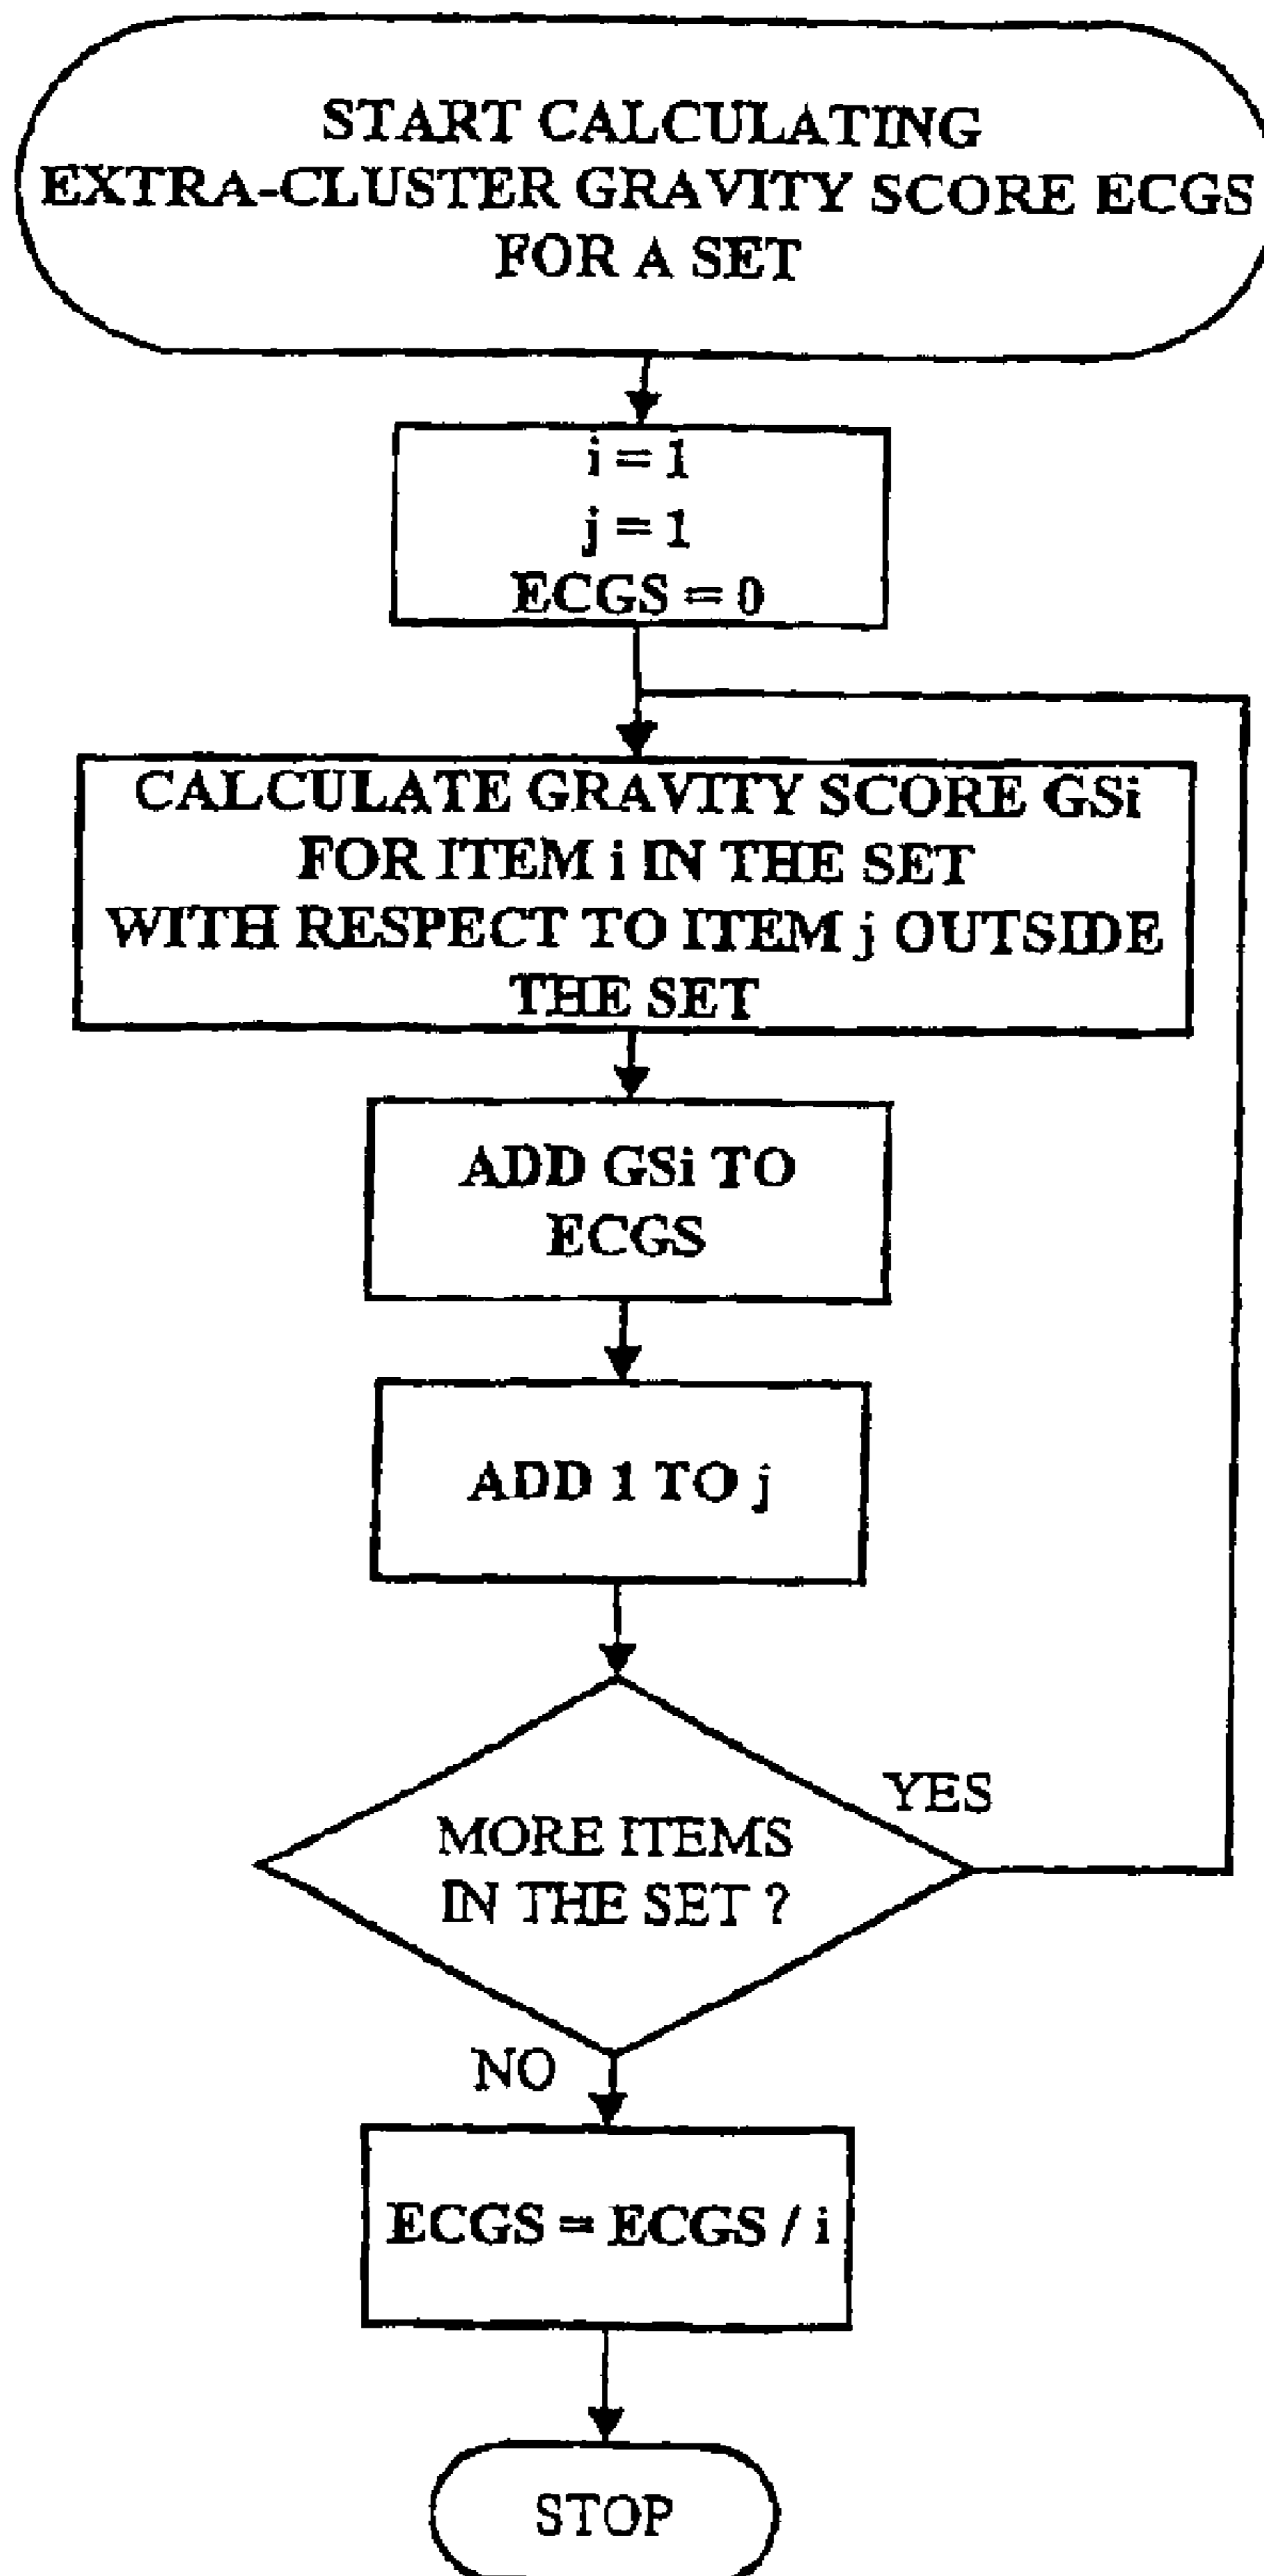 START CALCULATING
EXTRA-CLUSTER GRAVITY SCORE ECGS
FOR A SET
i = 1
j = 1
ECGS = 0
CALCULATE GRAVITY SCORE GSi
FOR ITEM i IN THE SET
WITH RESPECT TO ITEM j OUTSIDE
THE SET
ADD GSi TO
ECGS
ADD 1 TO j
MORE ITEMS
IN THE SET ?
YES
NO
ECGS = ECGS / i
STOP